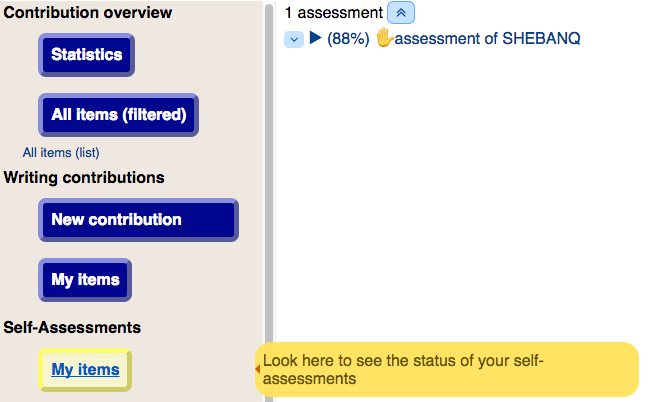 Contribution overview
Statistics
All items (filtered)
All items (list)
Writing contributions
New contribution
My items
Self-Assessments
My items
1 assessment
(88%) assessment of SHEBANQ
Look here to see the status of your self-
assessments